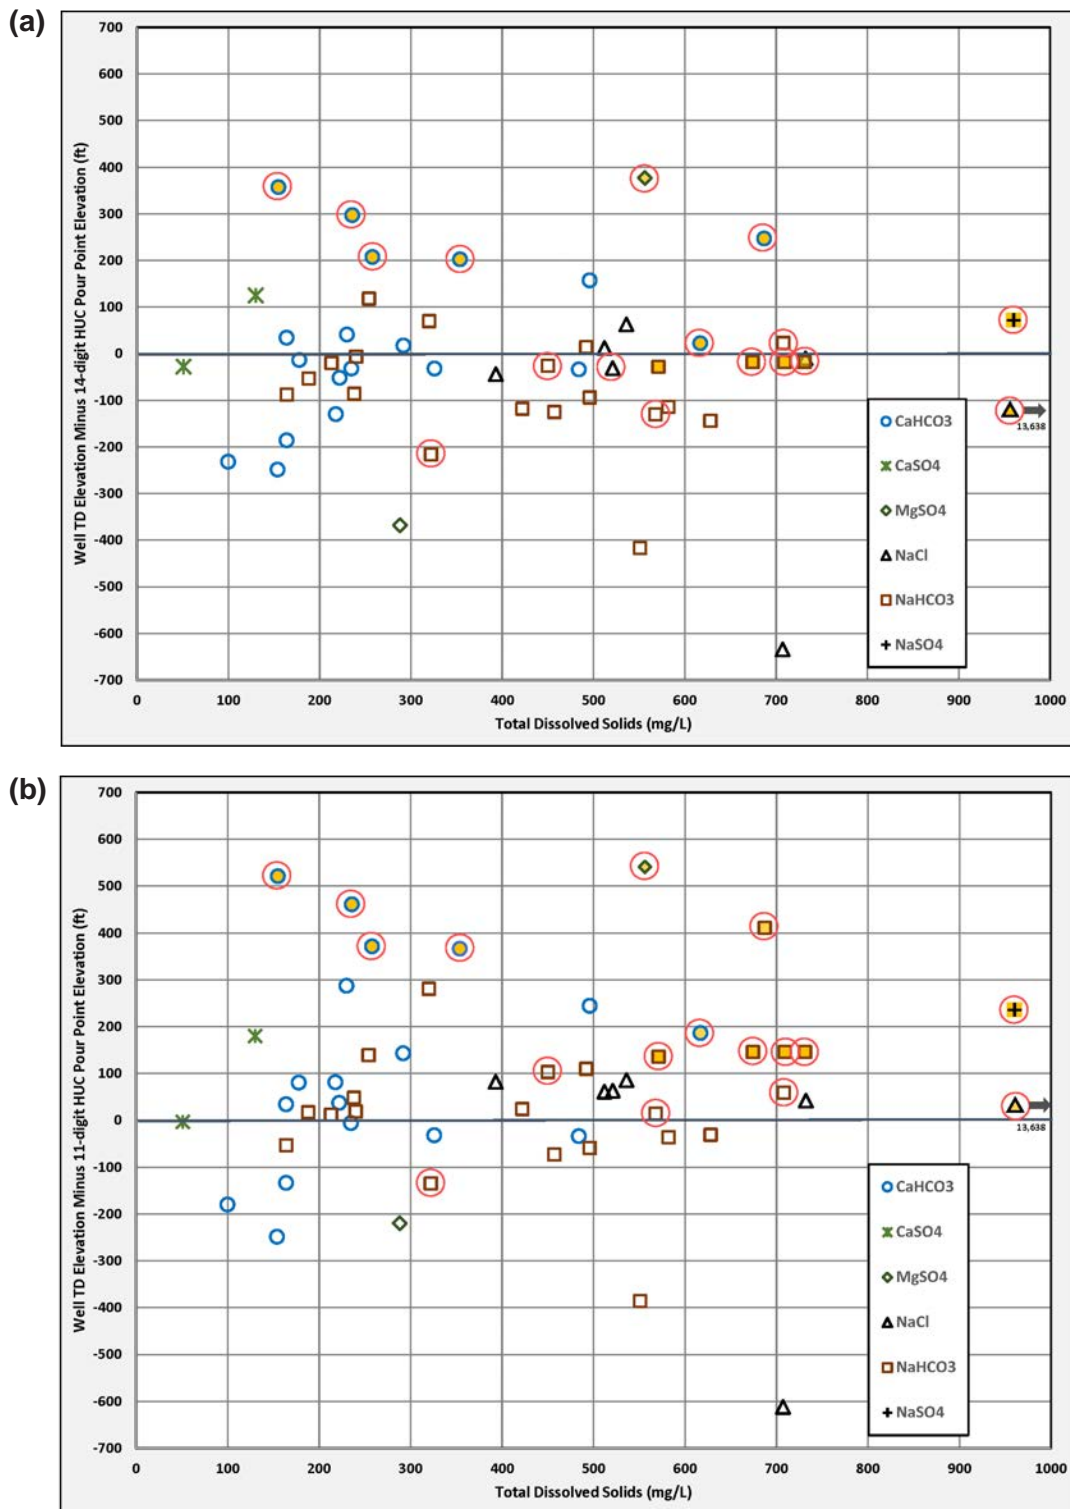 (a)
Well TD Elevation Minus 14-digit HUC Pour Point Elevation (ft)
700
600
500
400
300
200
100
0
-100
-200
-300
-400
-500
-600
-700
0 100 200 300 400 500 600 700 800 900 1000
Total Dissolved Solids (mg/L)
13,638
CaHCO3
CaSO4
MgSO4
NaCl
NaHCO3
NaSO4
(b)
Well TD Elevation Minus 11-digit HUC Pour Point Elevation (ft)
700
600
500
400
300
200
100
0
-100
-200
-300
-400
-500
-600
-700
0 100 200 300 400 500 600 700 800 900 1000
Total Dissolved Solids (mg/L)
13,638
CaHCO3
CaSO4
MgSO4
NaCl
NaHCO3
NaSO4